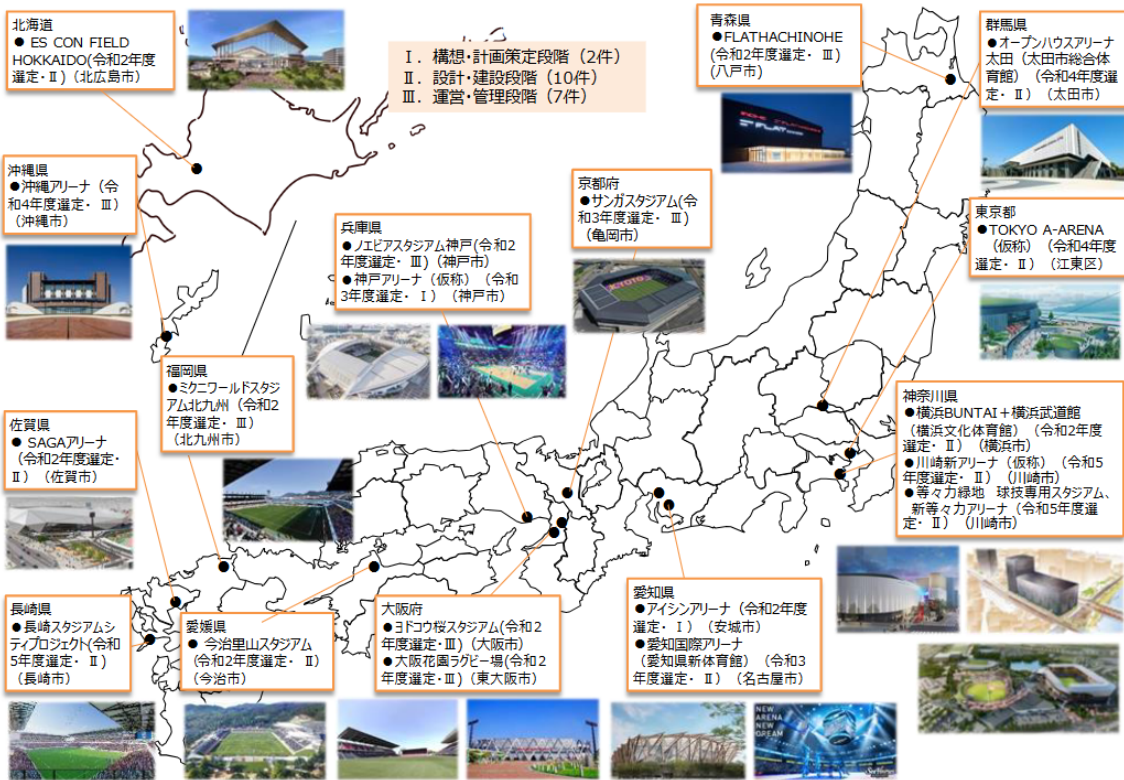 北海道
● ES CON FIELD
HOKKAIDO(令和2年度
選定・Ⅱ)（北広島市）
Ⅰ．構想・計画策定段階（2件）
Ⅱ．設計・建設段階（10件）
Ⅲ．運営・管理段階（7件）
青森県
●FLATHACHINOHE
(令和2年度選定・ Ⅲ)
(八戸市)
群馬県
●オープンハウスアリーナ
太田（太田市総合体
育館）（令和4年度選
定・ Ⅱ）（太田市）
沖縄県
●沖縄アリーナ（令
和4年度選定・ Ⅲ）
（沖縄市）
兵庫県
●ノエビアスタジアム神戸(令和2
年度選定・ Ⅲ)（神戸市）
●神戸アリーナ（仮称）（令和
3年度選定・ Ⅰ）（神戸市）
京都府
●サンガスタジアム(令
和3年度選定・ Ⅲ)
（亀岡市）
東京都
●TOKYO A-ARENA
（仮称）（令和4年度
選定・ Ⅱ）（江東区）
福岡県
●ミクニワールドスタジ
アム北九州（令和2
年度選定・ Ⅲ）
（北九州市）
佐賀県
● SAGAアリーナ
（令和2年度選定・
Ⅱ）（佐賀市）
神奈川県
●横浜BUNTAI＋横浜武道館
（横浜文化体育館）（令和2年度
選定・ Ⅱ）（横浜市）
●川崎新アリーナ（仮称）（令和5
年度選定・ Ⅱ）（川崎市）
●等々力緑地　球技専用スタジアム、
新等々力アリーナ（令和5年度選
定・ Ⅱ）（川崎市）
長崎県
●長崎スタジアムシ
ティプロジェクト(令和
5年度選定・ Ⅱ)
（長崎市）
愛媛県
● 今治里山スタジアム
（令和2年度選定・ Ⅱ）
（今治市）
大阪府
●ヨドコウ桜スタジアム(令和2
年度選定・Ⅲ)（大阪市）
●大阪花園ラグビー場(令和2
年度選定・Ⅲ)（東大阪市）
愛知県
●アイシンアリーナ（令和2年度
選定・ Ⅰ）（安城市）
●愛知国際アリーナ
（愛知県新体育館）（令和3
年度選定・ Ⅱ）（名古屋市）
FLAT
KYOTO
NEW
ARENA
NEW
DREAM